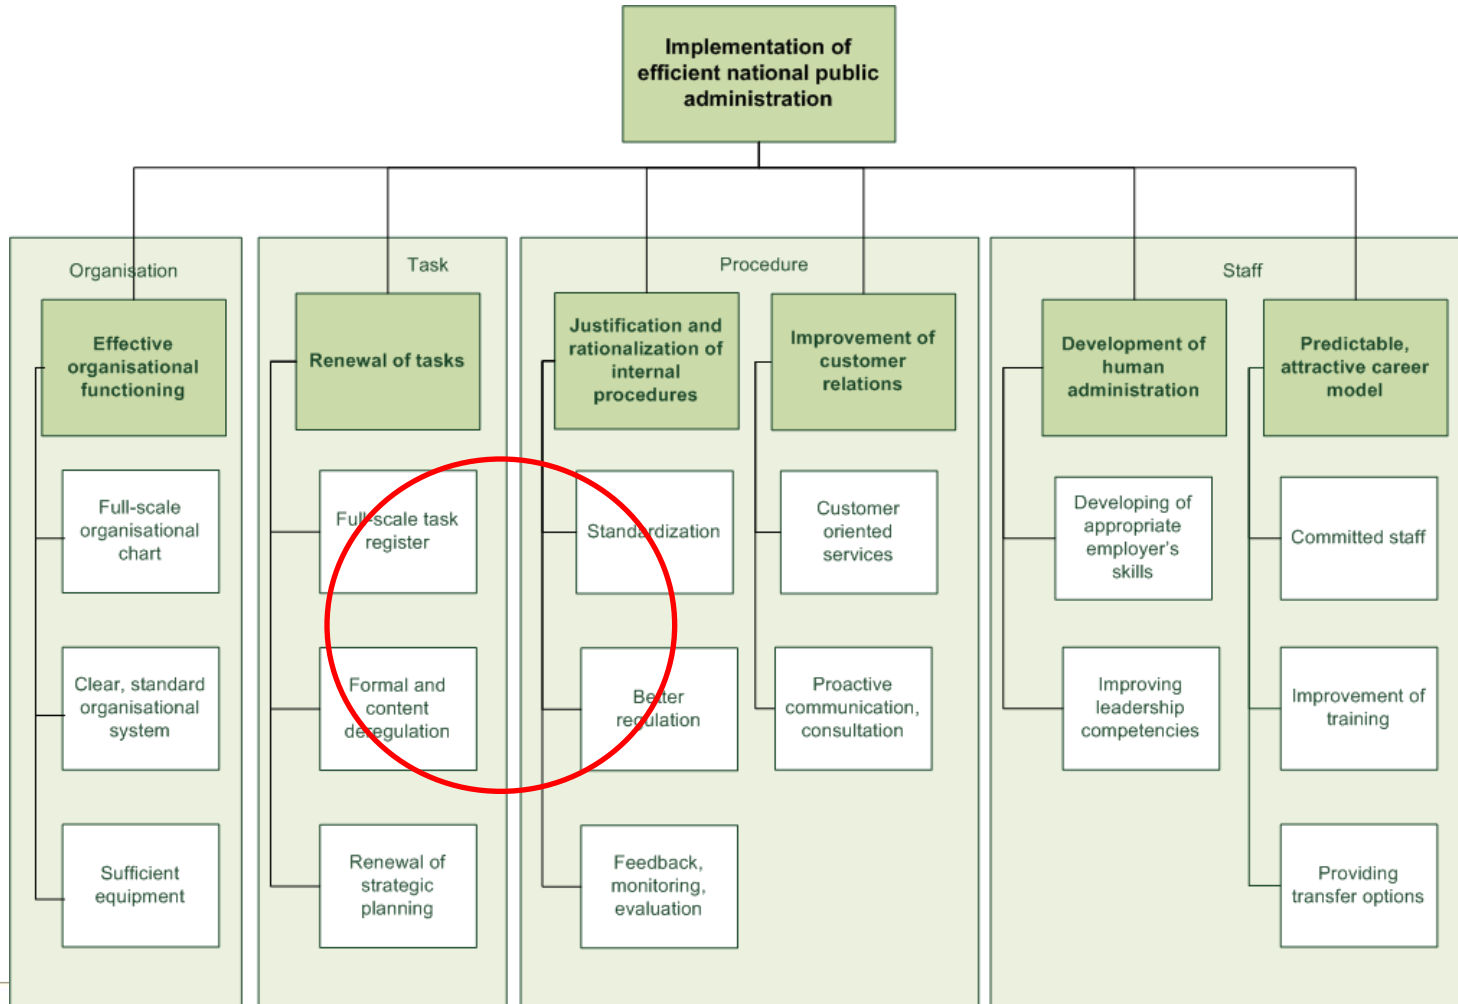 Implementation of
efficient national public
administration
Organisation
Effective
organisational
functioning
Full-scale
organisational
chart
Clear, standard
organisational
system
Sufficient
equipment
Task
Renewal of tasks
Full-scale task
register
Formal and
content
deregulation
Renewal of
strategic
planning
Procedure
Justification and
rationalization of
internal
procedures
Standardization
Better
regulation
Feedback,
monitoring,
evaluation
Improvement of
customer
relations
Customer
oriented
services
Proactive
communication,
consultation
Staff
Development of
human
administration
Developing of
appropriate
employer's
skills
Improving
leadership
competencies
Predictable,
attractive career
model
Committed staff
Improvement of
training
Providing
transfer options